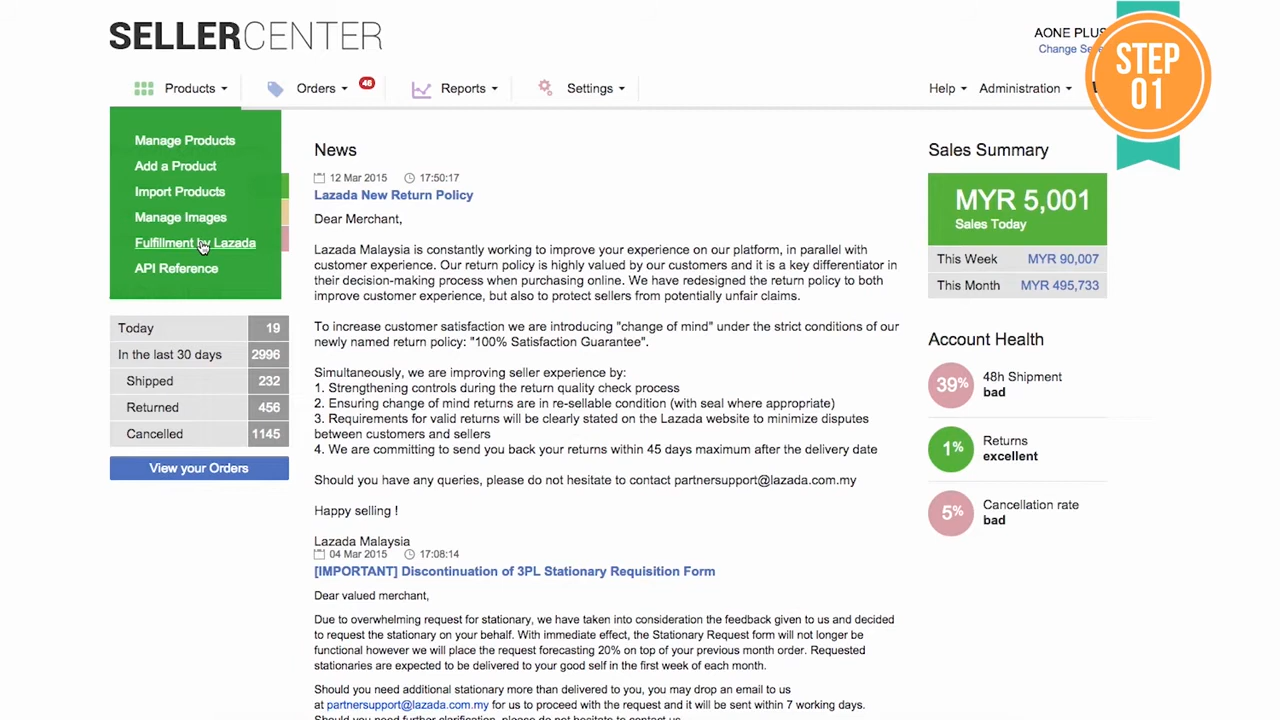 SELLERCENTER
AONE PLUS
Change
STEP
01
Products
Orders
46
Reports
Settings
Help
Administration
Manage Products
Add a Product
Import Products
Manage Images
Fulfillment by Lazada
API Reference
Today 19
In the last 30 days 2996
Shipped 232
Returned 456
Cancelled 1145
View your Orders
News
12 Mar 2015 17:50:17
Lazada New Return Policy
Dear Merchant,
Lazada Malaysia is constantly working to improve your experience on our platform, in parallel with
customer experience. Our return policy is highly valued by our customers and it is a key differentiator in
their decision-making process when purchasing online. We have redesigned the return policy to both
improve customer experience, but also to protect sellers from potentially unfair claims.
To increase customer satisfaction we are introducing "change of mind" under the strict conditions of our
newly named return policy: "100% Satisfaction Guarantee".
Simultaneously, we are improving seller experience by:
1. Strengthening controls during the return quality check process
2. Ensuring change of mind returns are in re-sellable condition (with seal where appropriate)
3. Requirements for valid returns will be clearly stated on the Lazada website to minimize disputes
between customers and sellers
4. We are committing to send you back your returns within 45 days maximum after the delivery date
Should you have any queries, please do not hesitate to contact partnersupport@lazada.com.my
Happy selling !
Lazada Malaysia
04 Mar 2015 17:08:14
[IMPORTANT] Discontinuation of 3PL Stationary Requisition Form
Dear valued merchant,
Due to overwhelming request for stationary, we have taken into consideration the feedback given to us and decided
to request the stationary on your behalf. With immediate effect, the Stationary Request form will not longer be
functional however we will place the request forecasting 20% on top of your previous month order. Requested
stationaries are expected to be delivered to your good self in the first week of each month.
Should you need additional stationary more than delivered to you, you may drop an email to us
at partnersupport@lazada.com.my for us to proceed with the request and it will be sent within 7 working days.
Should you need further clarification, please do not hesitate to contact us.
Sales Summary
MYR 5,001
Sales Today
This Week MYR 90,007
This Month MYR 495,733
Account Health
39% 48h Shipment
bad
1% Returns
excellent
5% Cancellation rate
bad